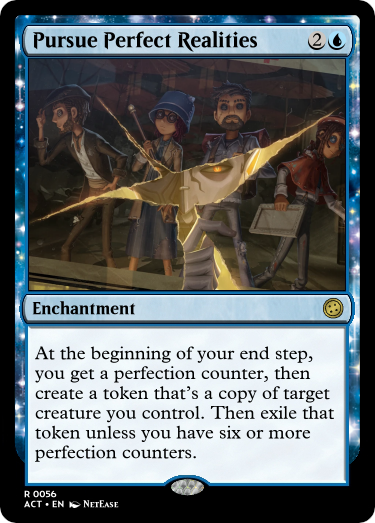 Pursue Perfect Realities 2
Enchantment
At the beginning of your end step,
you get a perfection counter, then
create a token that's a copy of target
creature you control. Then exile that
token unless you have six or more
perfection counters.
R 0056
ACT • EN NetEase